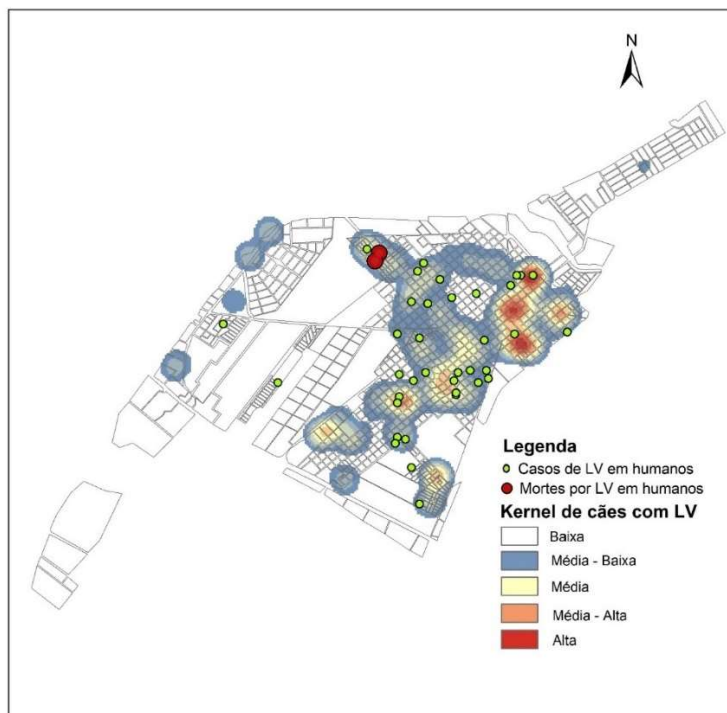 N
Legenda
Casos de LV em humanos
Mortes por LV em humanos
Kernel de cães com LV
Baixa
Média - Baixa
Média
Média - Alta
Alta